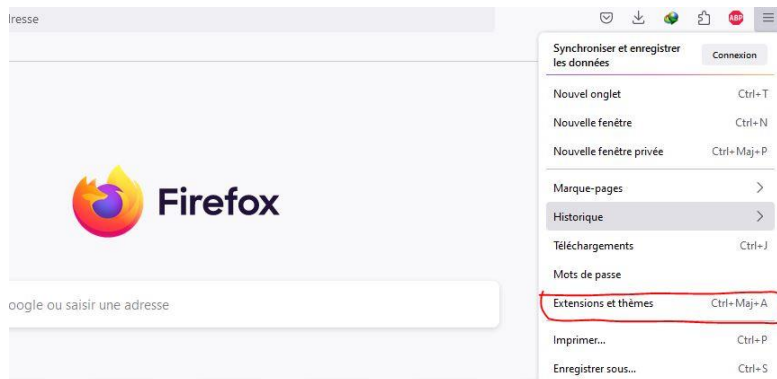 resse
ABP
Synchroniser et enregistrer
les données
Connexion
Nouvel onglet Ctrl+T
Nouvelle fenêtre Ctrl+N
Nouvelle fenêtre privée Ctrl+Maj+P
Marque-pages
Historique
Téléchargements Ctrl+J
Mots de passe
Extensions et thèmes Ctrl+Maj+A
Imprimer... Ctrl+P
Enregistrer sous... Ctrl+S
Firefox
oogle ou saisir une adresse